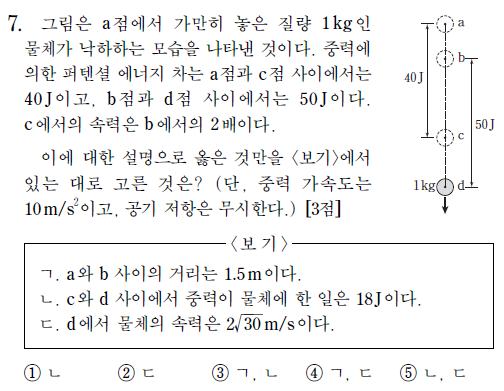 7. 그림은 a점에서 가만히 놓은 질량 1kg인
물체가 낙하하는 모습을 나타낸 것이다. 중력에
의한 퍼텐셜 에너지 차는 a점과 c점 사이에서는
40J이고, b점과 d점 사이에서는 50J이다.
c에서의 속력은 b에서의 2배이다.
이에 대한 설명으로 옳은 것만을 <보기>에서
있는 대로 고른 것은? (단, 중력 가속도는
10m/s²이고, 공기 저항은 무시한다.) [3점]
a
b
40J
50J
c
1kg d
<보 기>
ㄱ. a와 b 사이의 거리는 1.5m이다.
ㄴ. c와 d 사이에서 중력이 물체에 한 일은 18J이다.
ㄷ. d에서 물체의 속력은 2√30m/s이다.
① ㄴ ② ㄷ ③ ㄱ, ㄴ ④ ㄱ, ㄷ ⑤ ㄴ, ㄷ